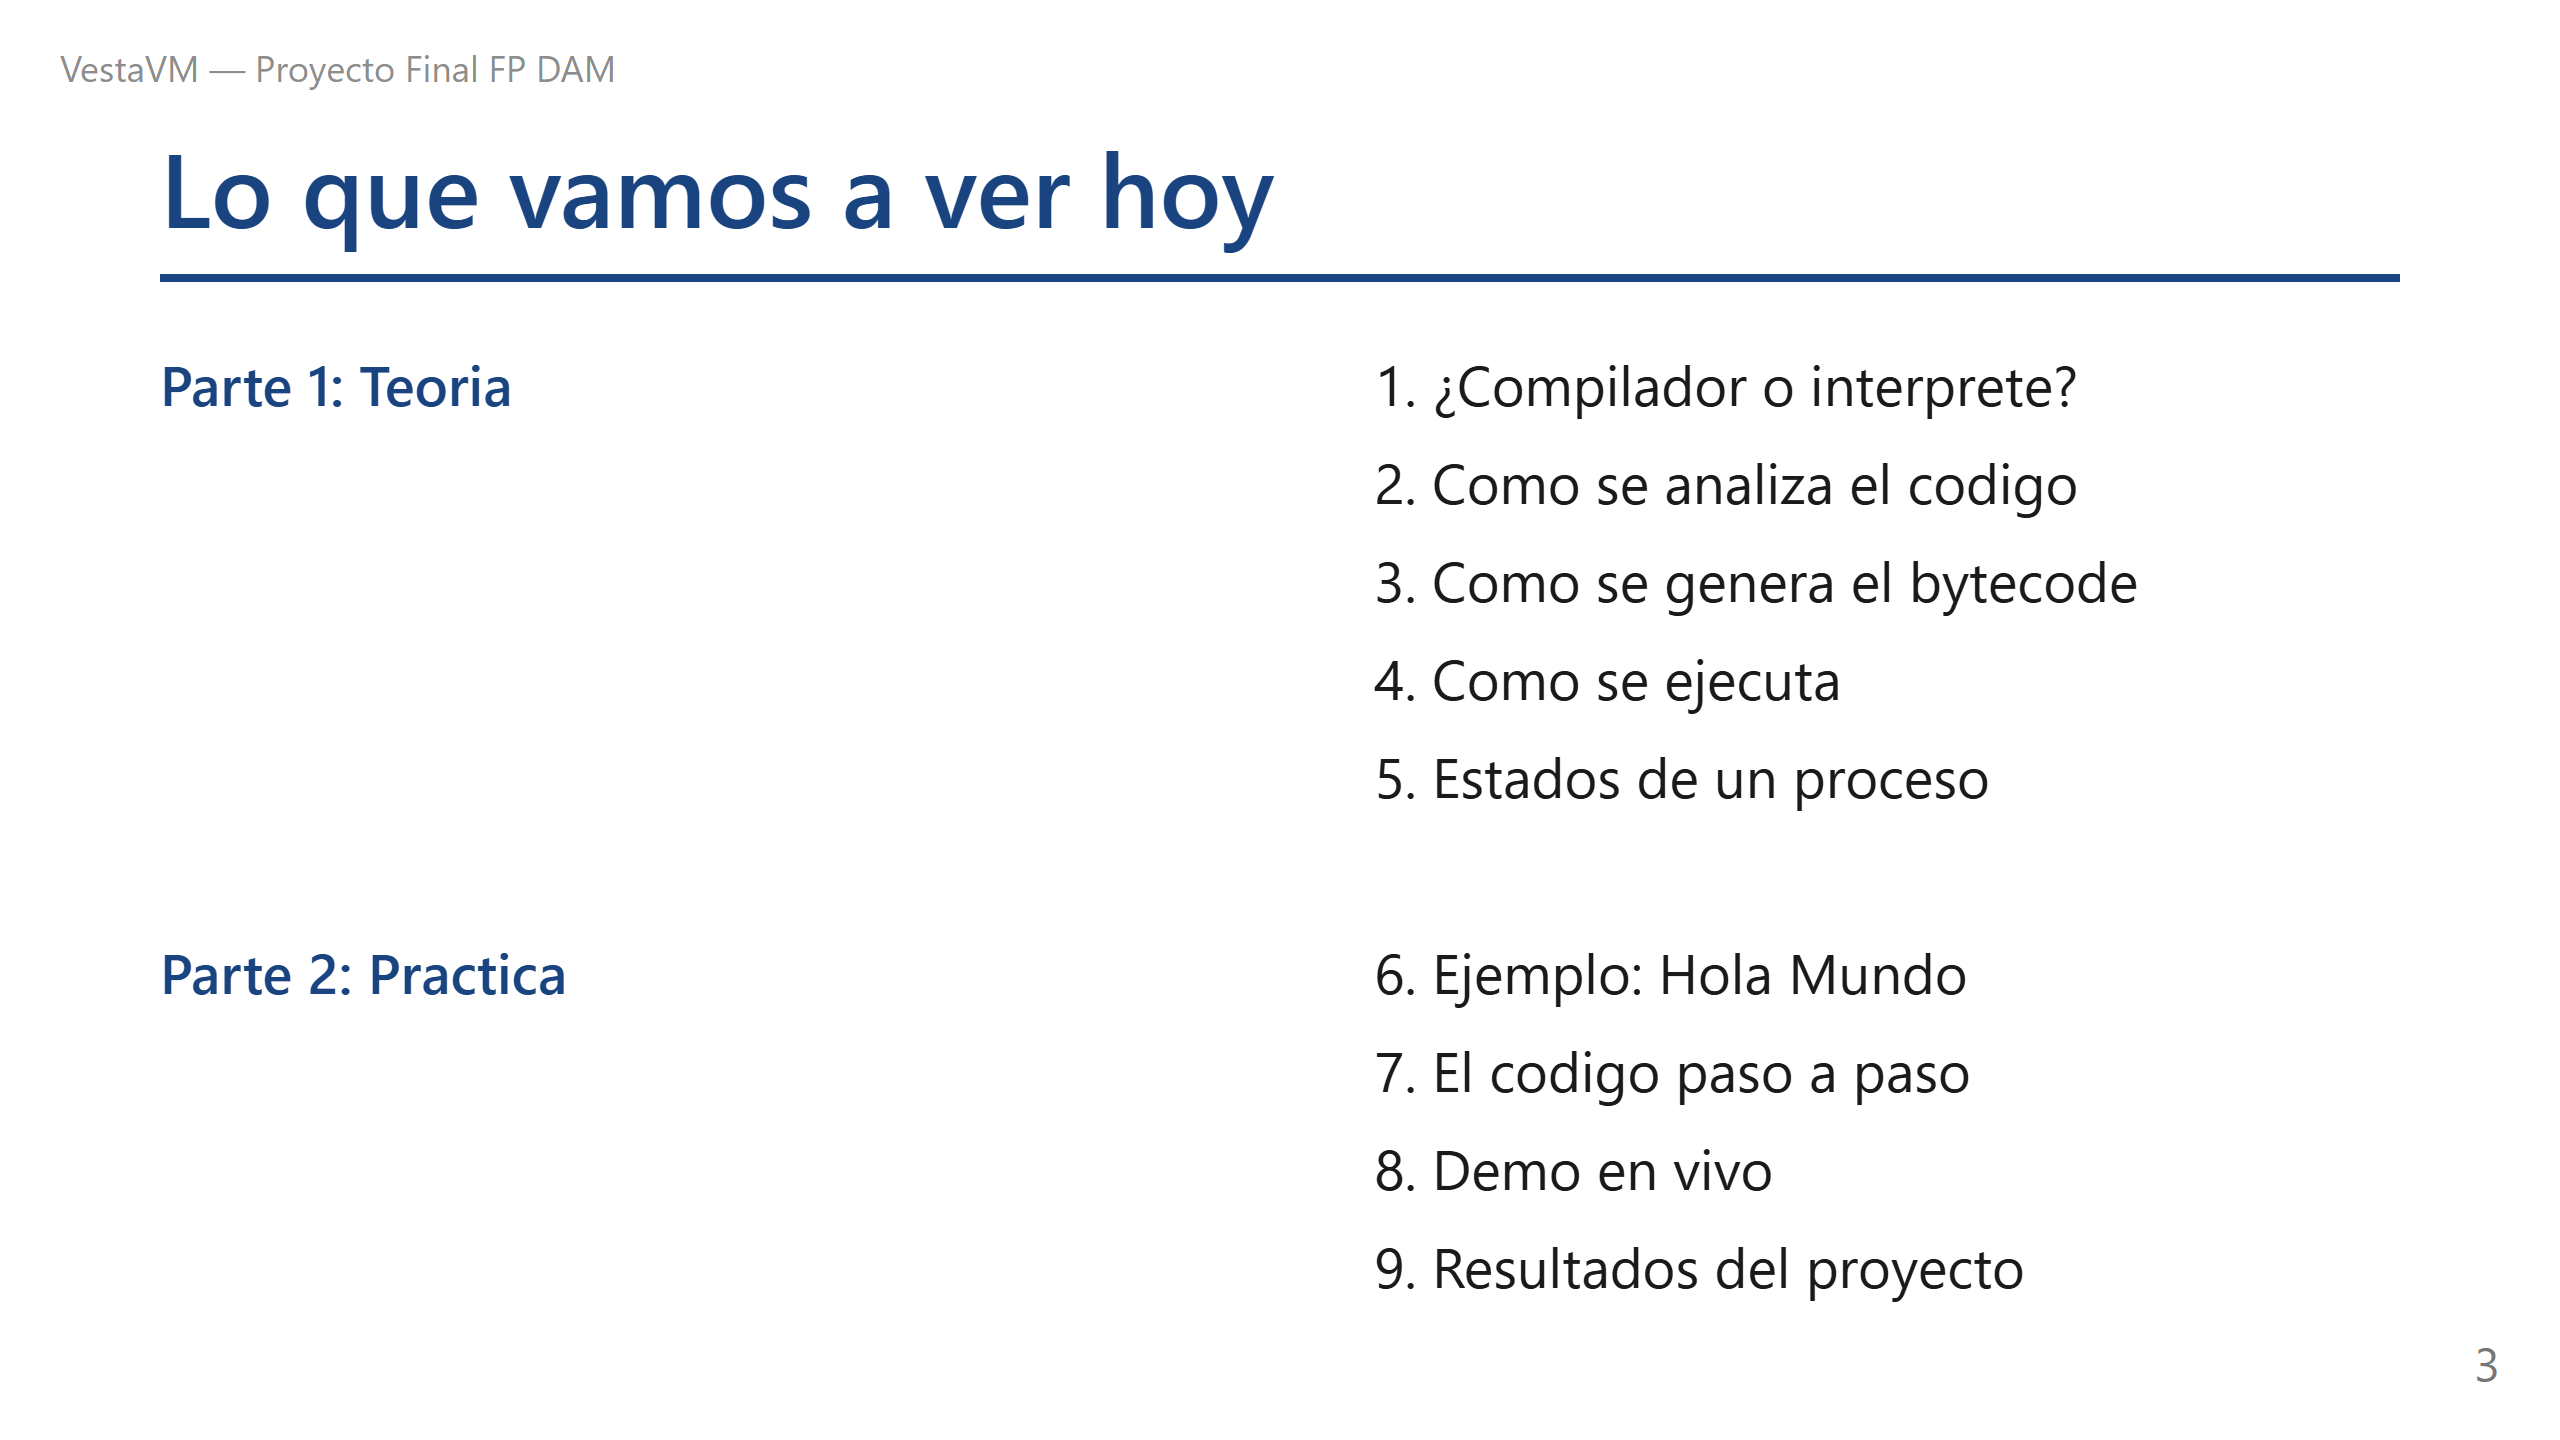 VestaVM — Proyecto Final FP DAM
Lo que vamos a ver hoy
Parte 1: Teoria
1. ¿Compilador o interprete?
2. Como se analiza el codigo
3. Como se genera el bytecode
4. Como se ejecuta
5. Estados de un proceso
Parte 2: Practica
6. Ejemplo: Hola Mundo
7. El codigo paso a paso
8. Demo en vivo
9. Resultados del proyecto
3